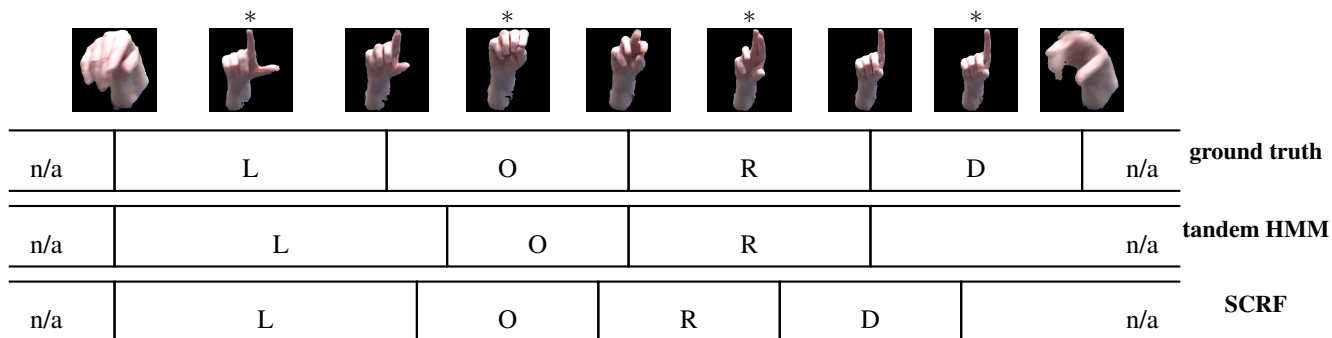 * * * *
n/a L O R D n/a ground truth
n/a L O R n/a tandem HMM
n/a L O R D n/a SCRF